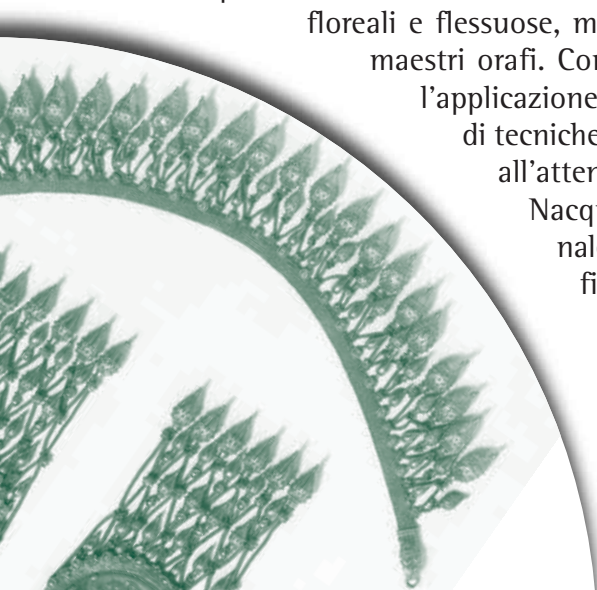 floreali e flessuose, m
maestri orafi. Con
l'applicazione
di tecniche
all'atten
Nacq
nal
fi